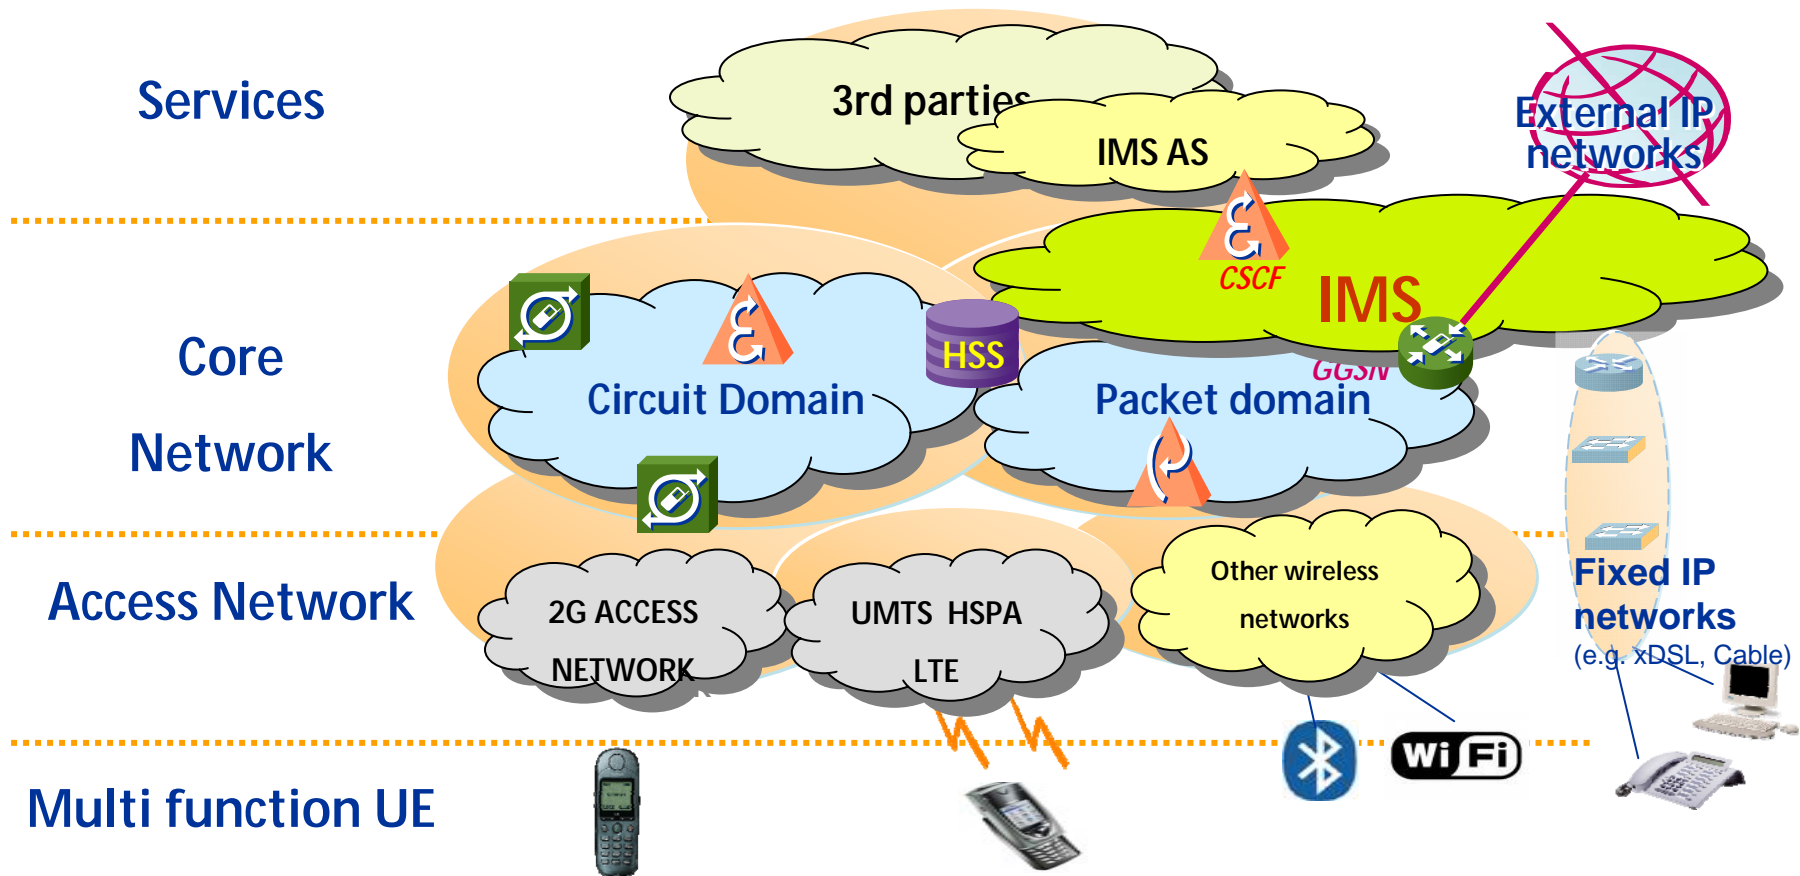 Services
3rd parties
IMS AS
External IP
networks
CSCF
IMS
Core
Network
HSS
GGSN
Circuit Domain
Packet domain
Access Network
2G ACCESS
NETWORK
UMTS HSPA
LTE
Other wireless
networks
Fixed IP
networks
(e.g. xDSL, Cable)
Wi Fi
Multi function UE